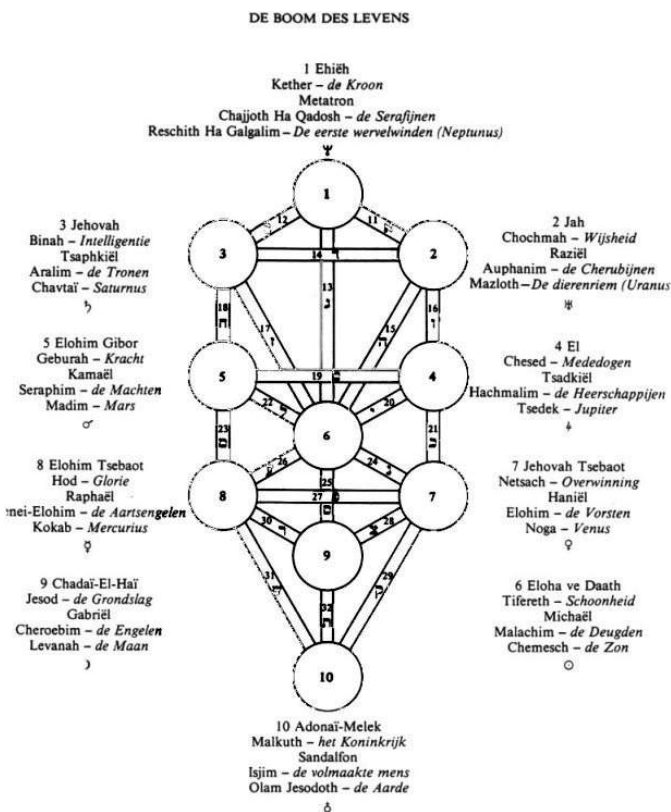 DE BOOM DES LEVENS
1 Ehiëh
Kether – de Kroon
Metatron
Chajjoth Ha Qadosh – de Serafijnen
Reschith Ha Galgalim – De eerste wervelwinden (Neptunus)
♆
3 Jehovah
Binah – Intelligentie
Tsaphkiël
Aralim – de Tronen
Chavtaï – Saturnus
♄
2 Jah
Chochmah – Wijsheid
Raziël
Auphanim – de Cherubijnen
Mazloth – De dierenriem (Uranus
♅
5 Elohim Gibor
Geburah – Kracht
Kamaël
Seraphim – de Machten
Madim – Mars
♂
4 El
Chesed – Mededogen
Tsadkiël
Hachmalim – de Heerschappijen
Tsedek – Jupiter
♃
8 Elohim Tsebaot
Hod – Glorie
Raphaël
enei-Elohim – de Aartsengelen
Kokab – Mercurius
☿
7 Jehovah Tsebaot
Netsach – Overwinning
Haniël
Elohim – de Vorsten
Noga – Venus
♀
9 Chadaï-El-Haï
Jesod – de Grondslag
Gabriël
Cheroebim – de Engelen
Levanah – de Maan
☽
6 Eloha ve Daath
Tifereth – Schoonheid
Michaël
Malachim – de Deugden
Chemesch – de Zon
☉
1
12
11
3
14
2
13
18
17
15
16
5
19
4
22
20
6
23
21
26
24
25
8
27
7
30
28
9
31
32
29
10
10 Adonaï-Melek
Malkuth – het Koninkrijk
Sandalfon
Isjim – de volmaakte mens
Olam Jesodoth – de Aarde
♁